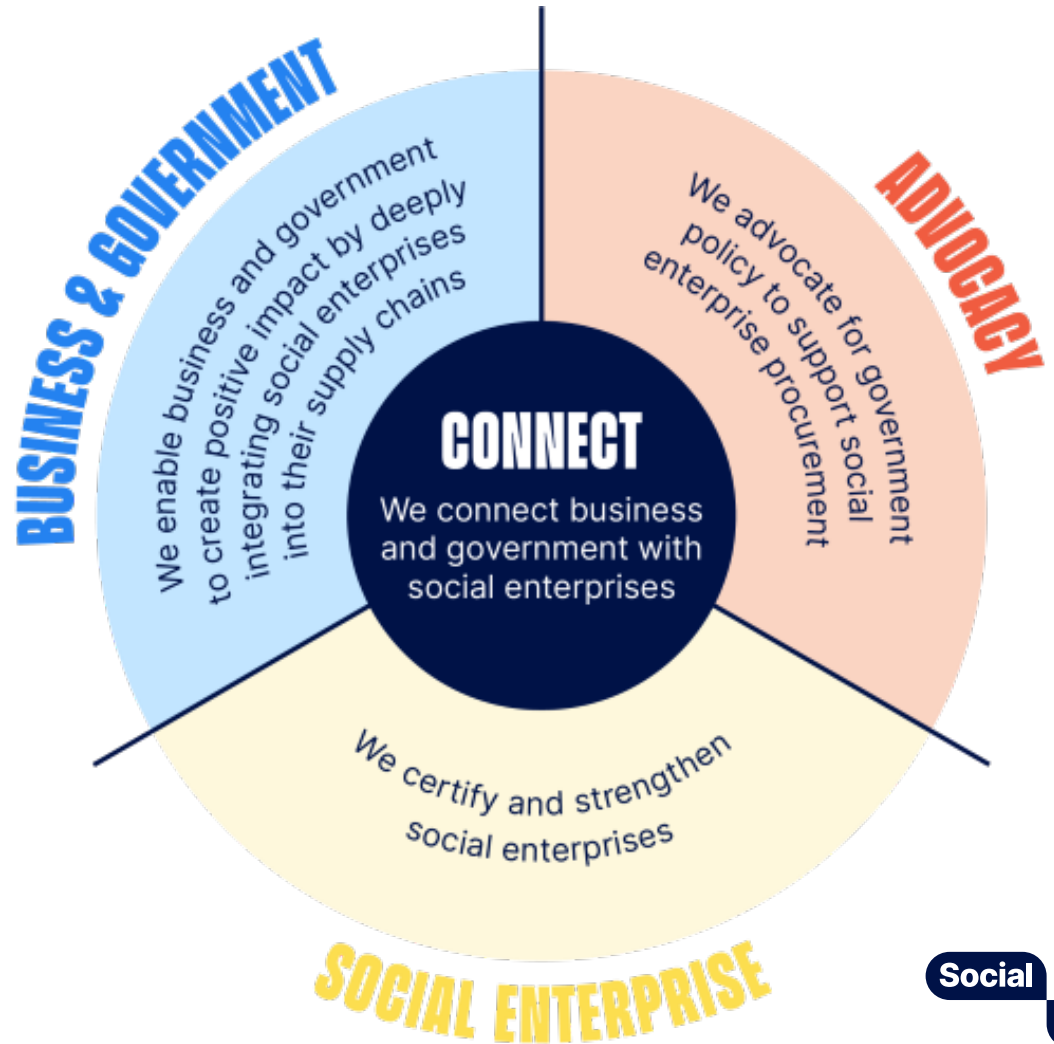 BUSINESS & GOVERNMENT
We enable business and government
to create positive impact by deeply
integrating social enterprises
into their supply chains
ADVOCACY
We advocate for government
policy to support social
enterprise procurement
CONNECT
We connect business
and government with
social enterprises
We certify and strengthen
social enterprises
SOCIAL ENTERPRISE
Social